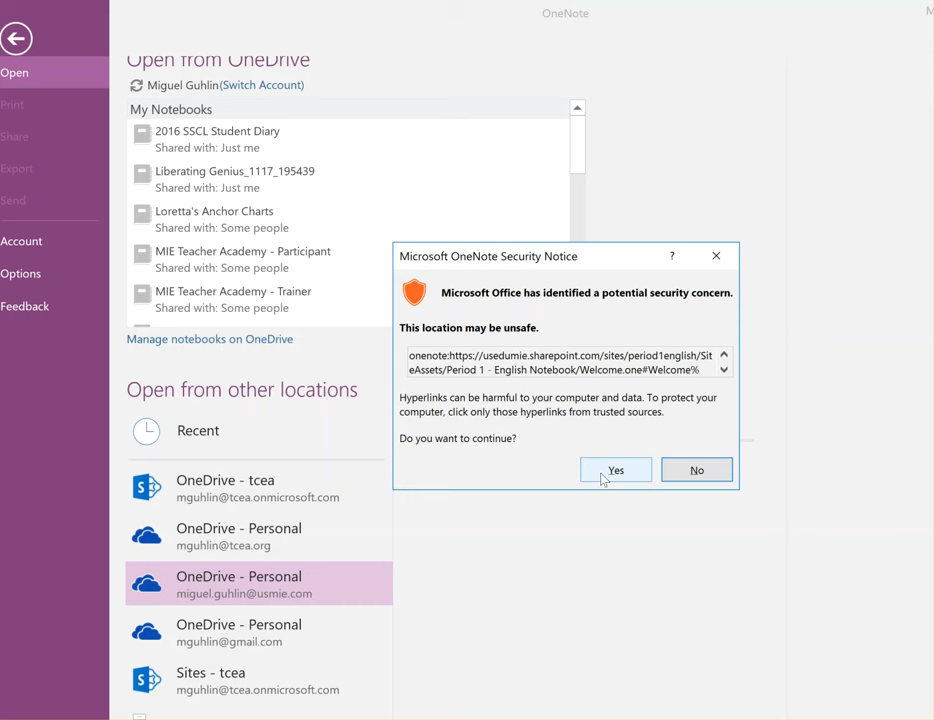 OneNote
M
Open from OneDrive
Open
Miguel Guhlin(Switch Account)
My Notebooks
Print
2016 SSCL Student Diary
Shared with: Just me
Share
Liberating Genius_1117_195439
Shared with: Just me
Export
Send
Loretta's Anchor Charts
Shared with: Some people
Account
MIE Teacher Academy - Participant
Shared with: Some people
Options
MIE Teacher Academy - Trainer
Shared with: Some people
Feedback
Manage notebooks on OneDrive
Open from other locations
Recent
OneDrive - tcea
mguhlin@tcea.onmicrosoft.com
OneDrive - Personal
mguhlin@tcea.org
OneDrive - Personal
miguel.guhlin@usmie.com
OneDrive - Personal
mguhlin@gmail.com
Sites - tcea
mguhlin@tcea.onmicrosoft.com
Microsoft OneNote Security Notice
?
Microsoft Office has identified a potential security concern.
This location may be unsafe.
onenote:https://usedumie.sharepoint.com/sites/period1english/Sit
eAssets/Period 1 - English Notebook/Welcome.one#Welcome%
Hyperlinks can be harmful to your computer and data. To protect your
computer, click only those hyperlinks from trusted sources.
Do you want to continue?
Yes
No